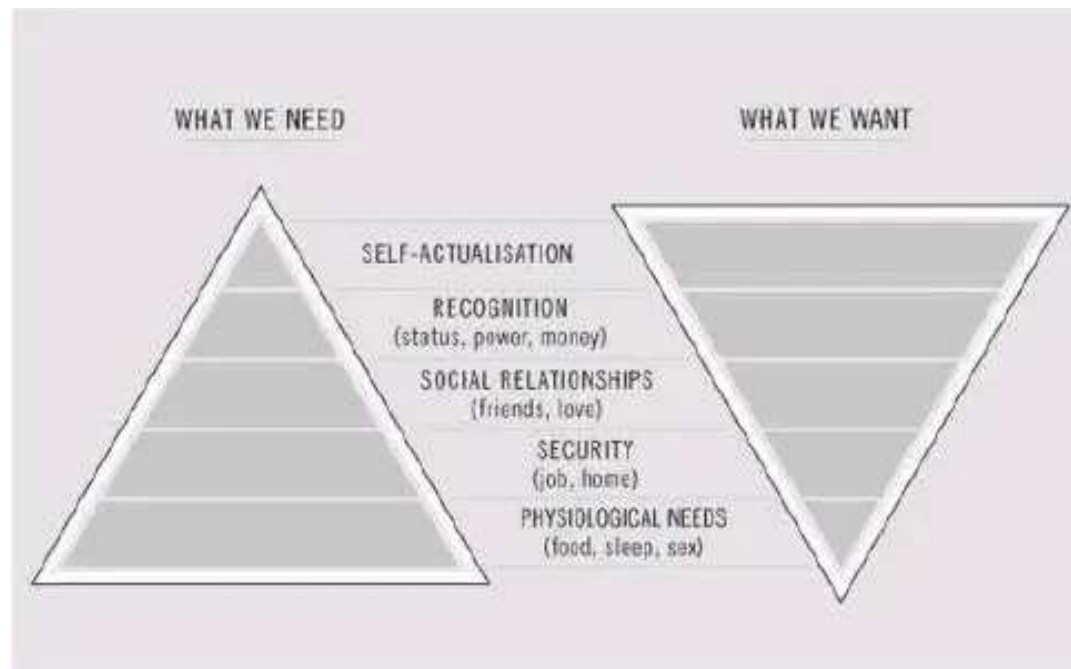 WHAT WE NEED
WHAT WE WANT
SELF-ACTUALISATION
RECOGNITION
(status, power, money)
SOCIAL RELATIONSHIPS
(friends, love)
SECURITY
(job, home)
PHYSIOLOGICAL NEEDS
(food, sleep, sex)